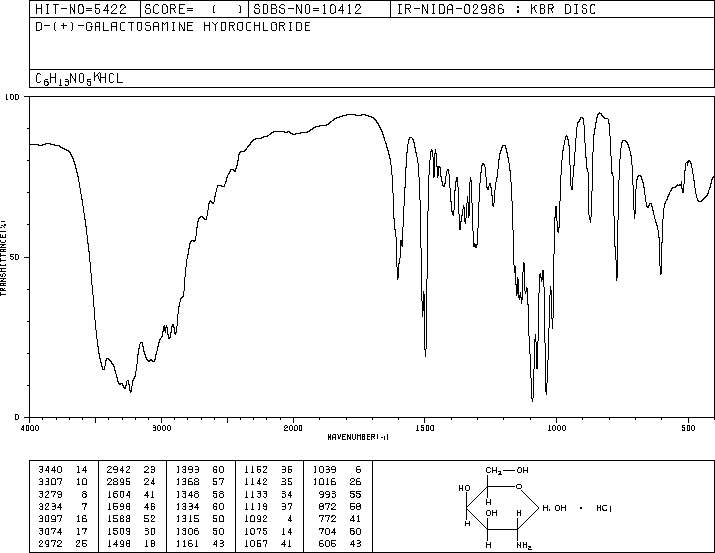 HIT-NO=5422 |SCORE= ( )|SDBS-NO=10412 |IR-NIDA-02986 : KBR DISC
D-(+)-GALACTOSAMINE HYDROCHLORIDE
C6H13NO5*HCL
100
50
0
TRANSMITTANCE(%)
4000 3000 2000 1500 1000 500
WAVENUMBER(-1)
3440 14 2942 23 1393 60 1152 36 1039 6
3307 10 2895 24 1368 57 1142 35 1016 26
3279 8 1604 41 1348 58 1133 34 993 55
3234 7 1598 46 1334 60 1119 37 872 58
3097 16 1588 52 1315 50 1092 4 772 41
3074 17 1509 30 1306 50 1075 14 704 50
2972 25 1498 18 1161 43 1067 41 605 43
CH2—OH
HO O
OH H H, OH · HCl
H
NH2